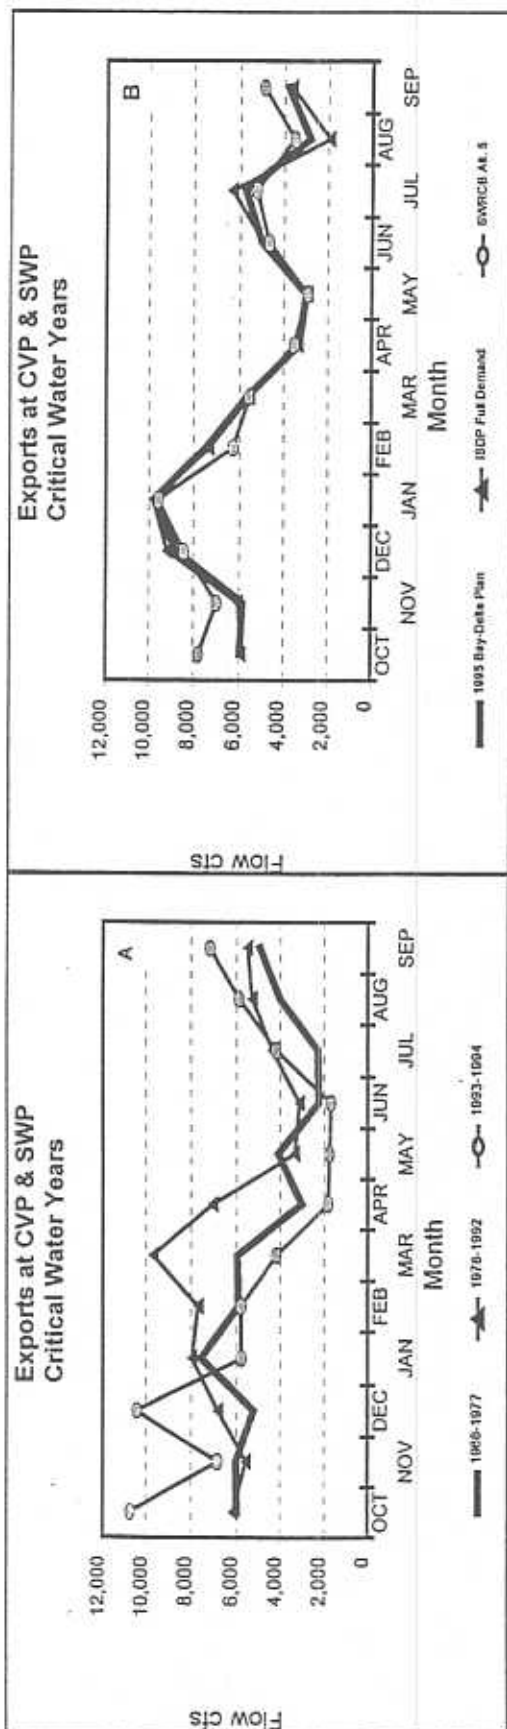 Exports at CVP & SWP
Critical Water Years
A
12,000
10,000
8,000
6,000
4,000
2,000
0
Flow cfs
OCT NOV DEC JAN FEB MAR APR MAY JUN JUL AUG SEP
Month
1968-1977 1978-1992 1993-1994
Exports at CVP & SWP
Critical Water Years
B
12,000
10,000
8,000
6,000
4,000
2,000
0
Flow cfs
OCT NOV DEC JAN FEB MAR APR MAY JUN JUL AUG SEP
Month
1995 Bay-Delta Plan ISDP Full Demand SWRCB Alt. 5